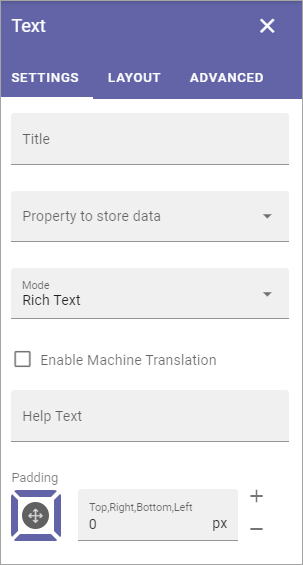 Text
SETTINGS LAYOUT ADVANCED
Title
Property to store data
Mode
Rich Text
Enable Machine Translation
Help Text
Padding
Top,Right,Bottom,Left
0 px